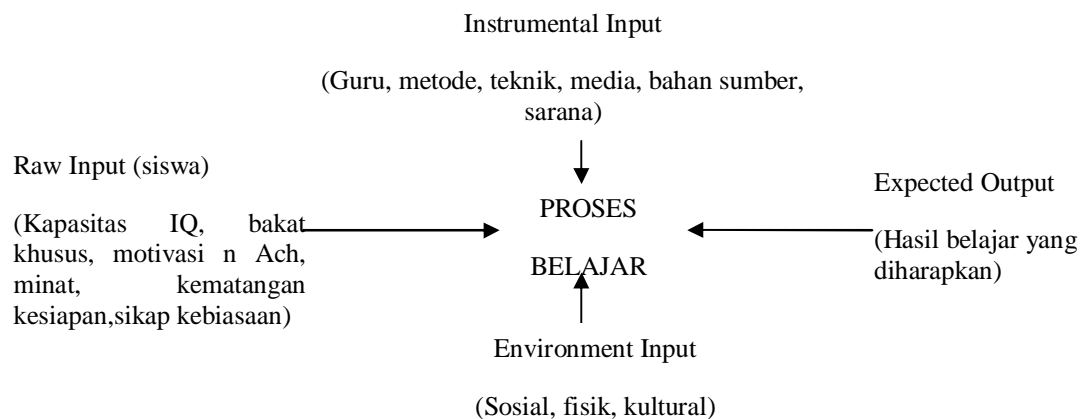 Instrumental Input
(Guru, metode, teknik, media, bahan sumber,
sarana)
Raw Input (siswa)
(Kapasitas IQ, bakat
khusus, motivasi n Ach,
minat, kematangan
kesiapan,sikap kebiasaan)
PROSES
BELAJAR
Expected Output
(Hasil belajar yang
diharapkan)
Environment Input
(Sosial, fisik, kultural)